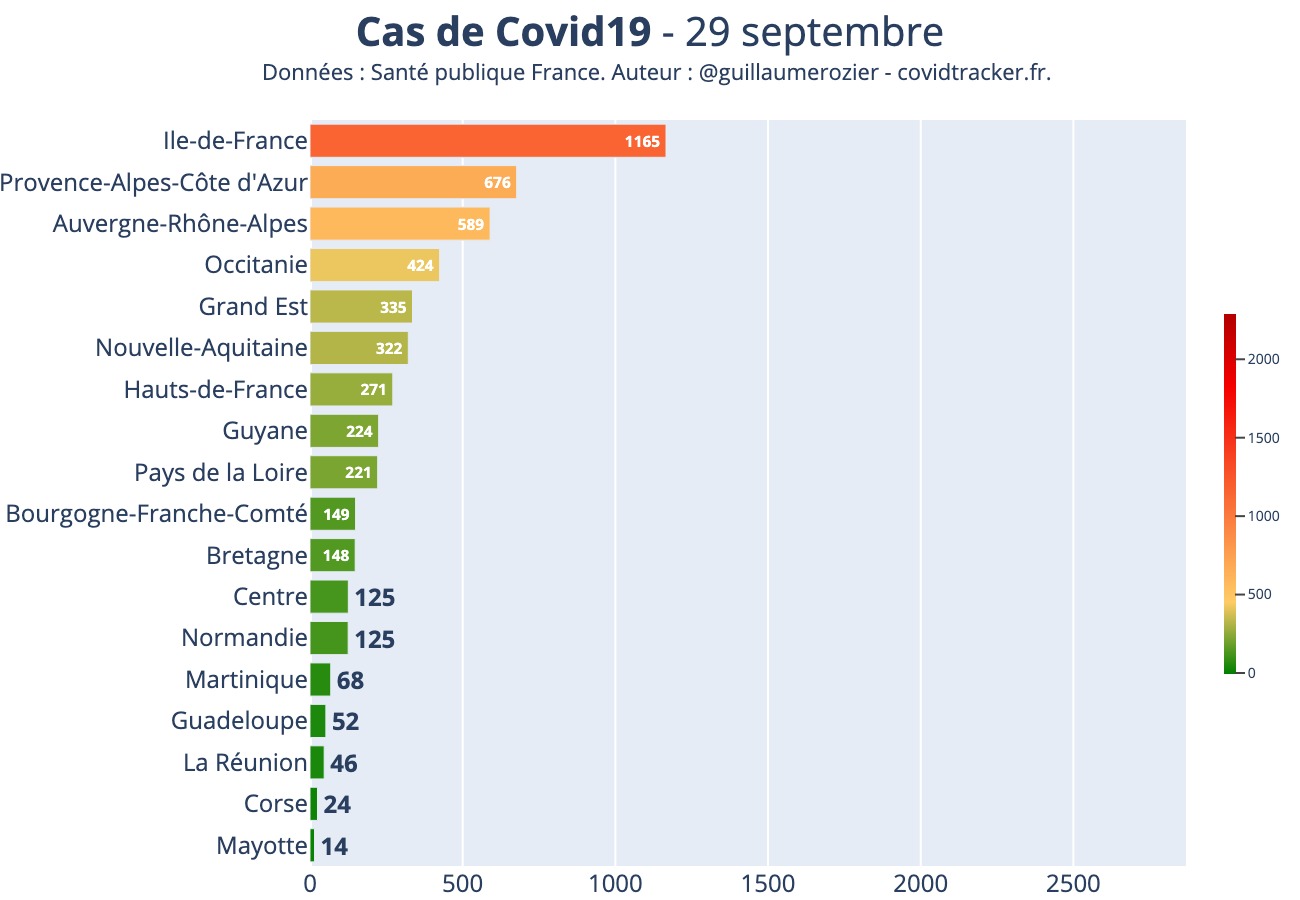 Cas de Covid19 - 29 septembre
Données : Santé publique France. Auteur : @guillaumerozier - covidtracker.fr.
Ile-de-France 1165
Provence-Alpes-Côte d'Azur 676
Auvergne-Rhône-Alpes 589
Occitanie 424
Grand Est 335
Nouvelle-Aquitaine 322
Hauts-de-France 271
Guyane 224
Pays de la Loire 221
Bourgogne-Franche-Comté 149
Bretagne 148
Centre 125
Normandie 125
Martinique 68
Guadeloupe 52
La Réunion 46
Corse 24
Mayotte 14
0 500 1000 1500 2000 2500
2000
1500
1000
500
0